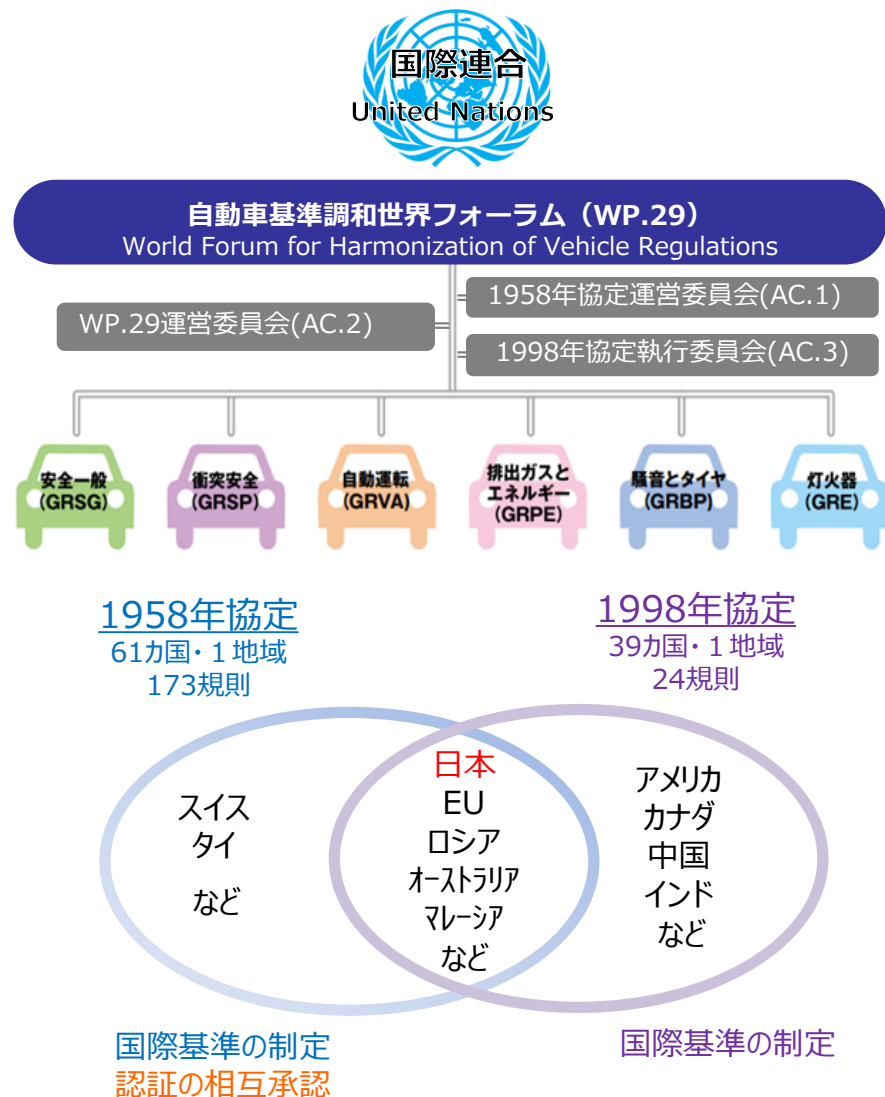 国際連合
United Nations
自動車基準調和世界フォーラム（WP.29）
World Forum for Harmonization of Vehicle Regulations
1958年協定運営委員会(AC.1)
WP.29運営委員会(AC.2)
1998年協定執行委員会(AC.3)
安全一般
(GRSG)
衝突安全
(GRSP)
自動運転
(GRVA)
排出ガスと
エネルギー
(GRPE)
騒音とタイヤ
(GRBP)
灯火器
(GRE)
1958年協定
61カ国・１地域
173規則
1998年協定
39カ国・１地域
24規則
スイス
タイ
など
日本
EU
ロシア
ｵｰｽﾄﾗﾘｱ
ﾏﾚｰｼｱ
など
アメリカ
カナダ
中国
インド
など
国際基準の制定
認証の相互承認
国際基準の制定